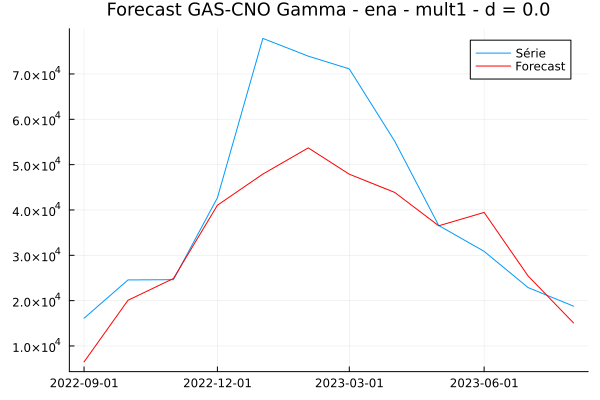 Forecast GAS-CNO Gamma - ena - mult1 - d = 0.0
Série
Forecast
7.0×10⁴
6.0×10⁴
5.0×10⁴
4.0×10⁴
3.0×10⁴
2.0×10⁴
1.0×10⁴
2022-09-01 2022-12-01 2023-03-01 2023-06-01